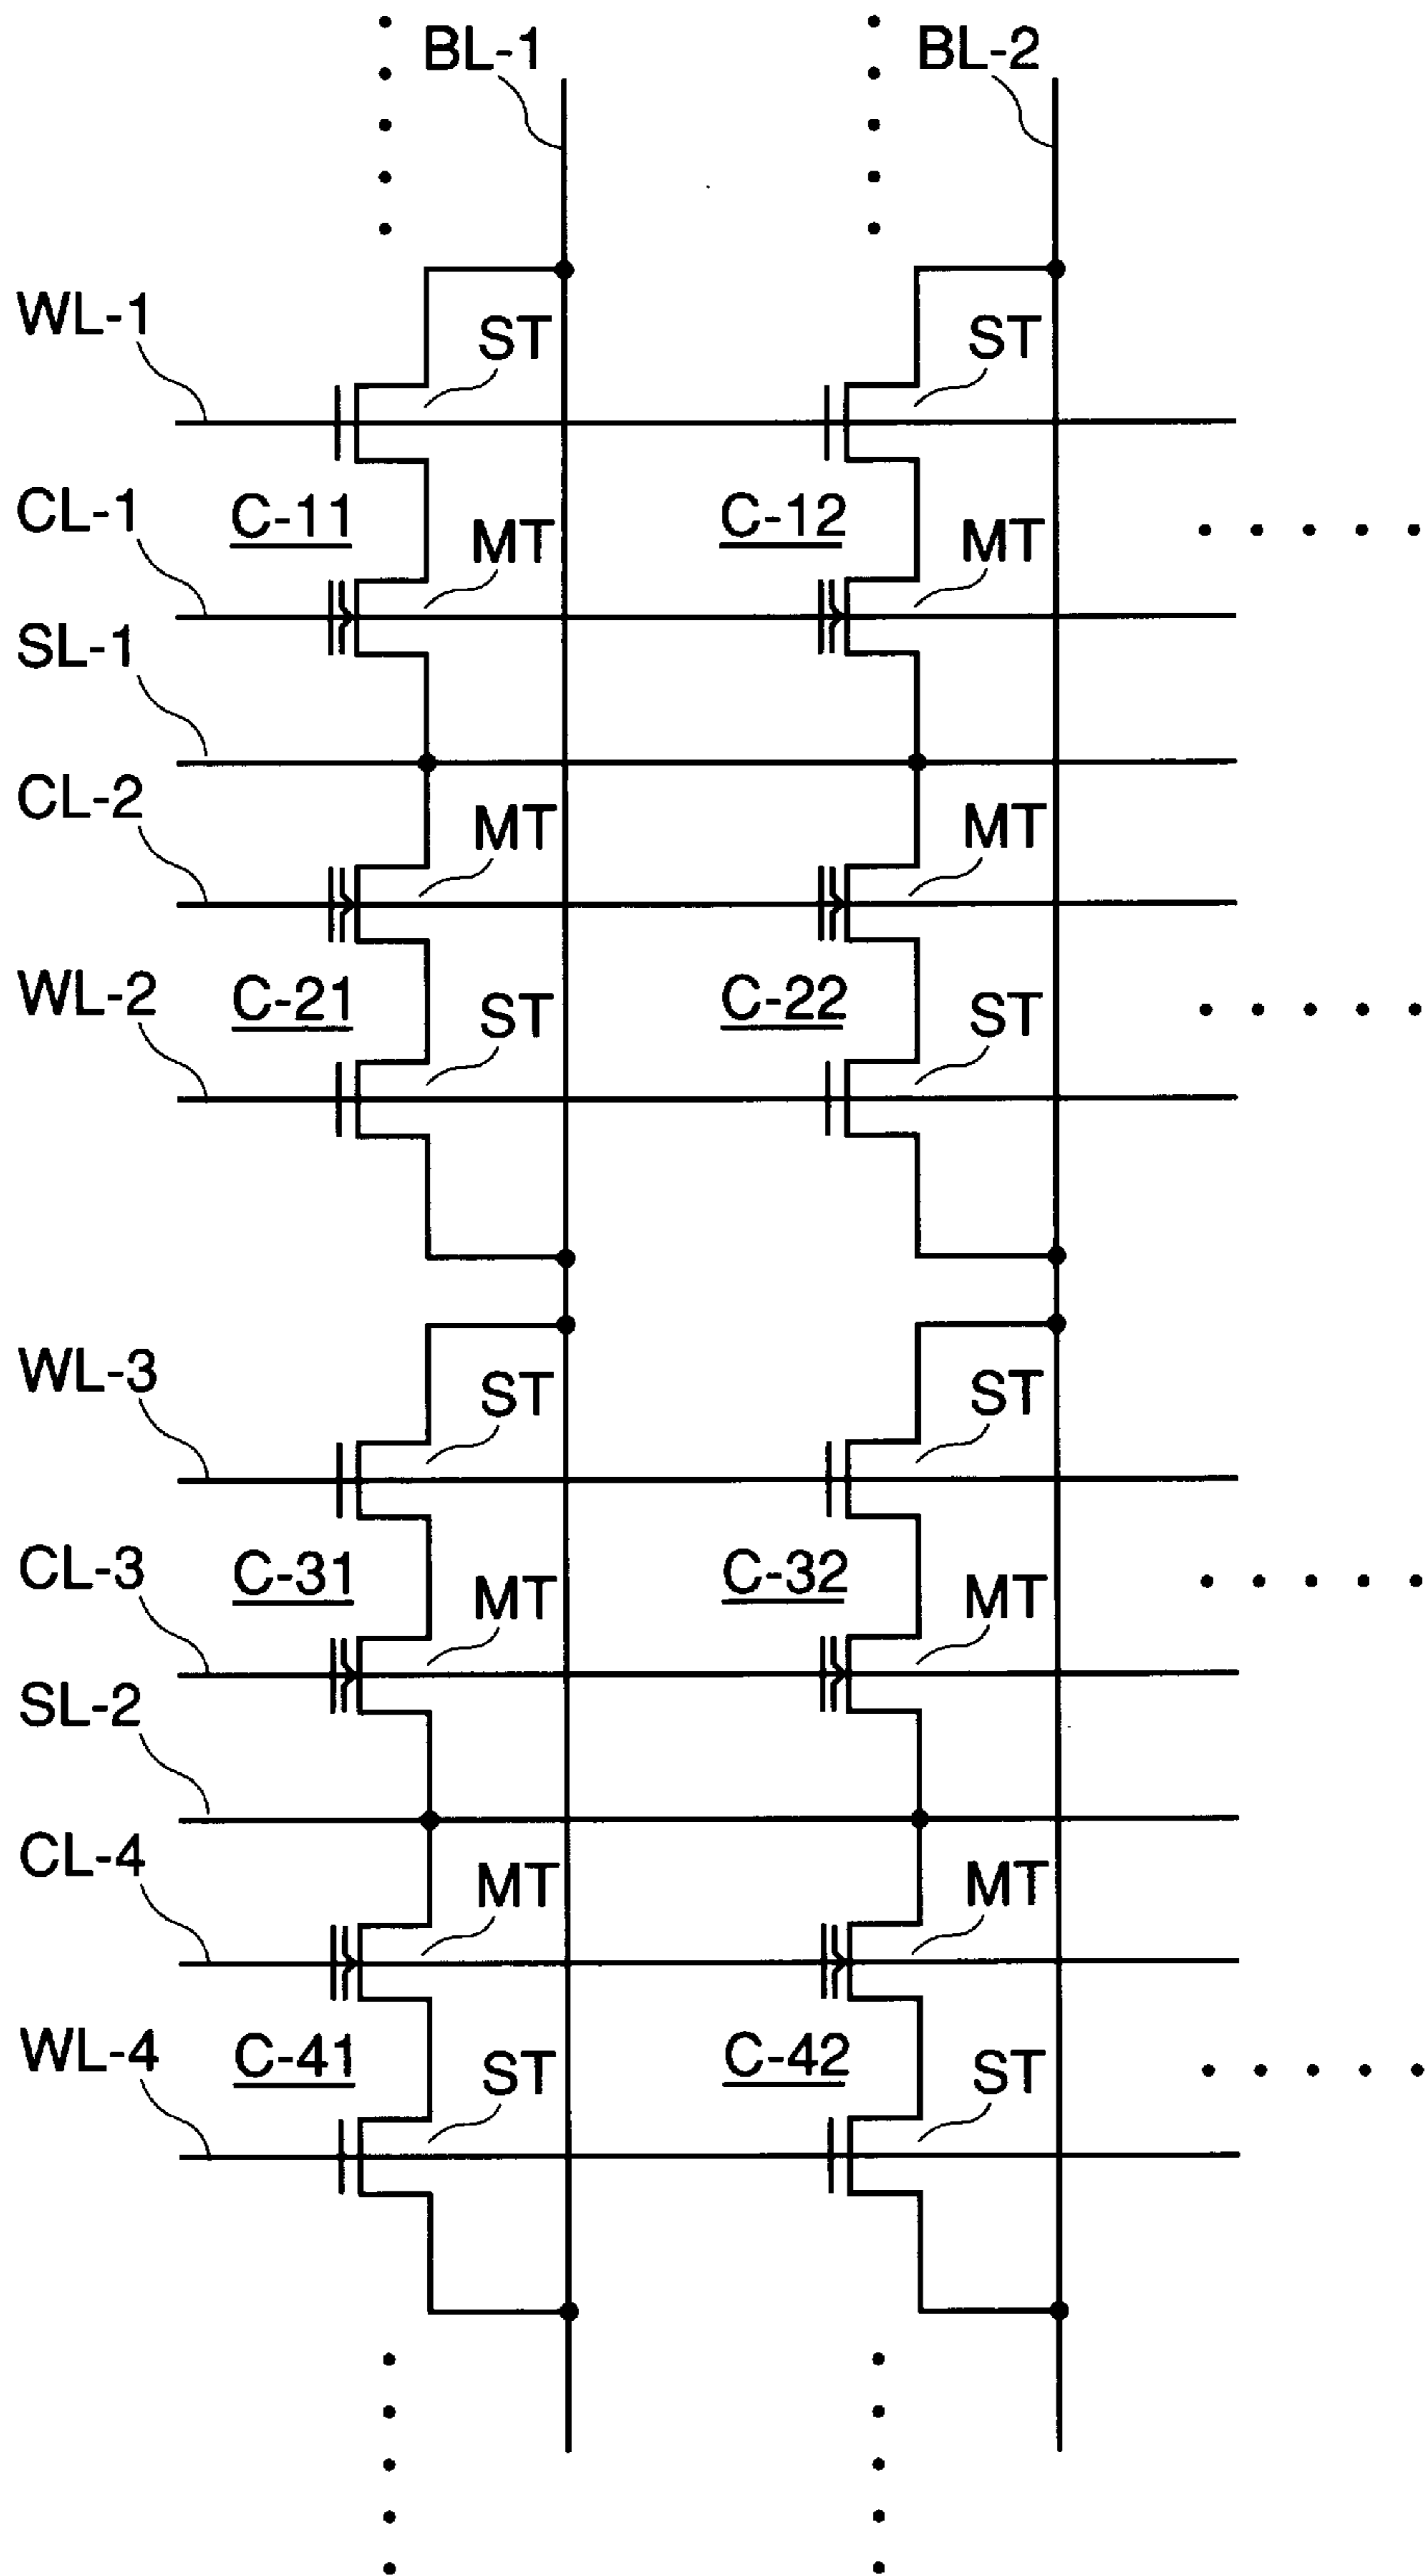 BL-1 BL-2
WL-1 ST ST
CL-1 C-11 MT C-12 MT
SL-1
CL-2 MT MT
WL-2 C-21 ST C-22 ST
WL-3 ST ST
CL-3 C-31 MT C-32 MT
SL-2
CL-4 MT MT
WL-4 C-41 ST C-42 ST